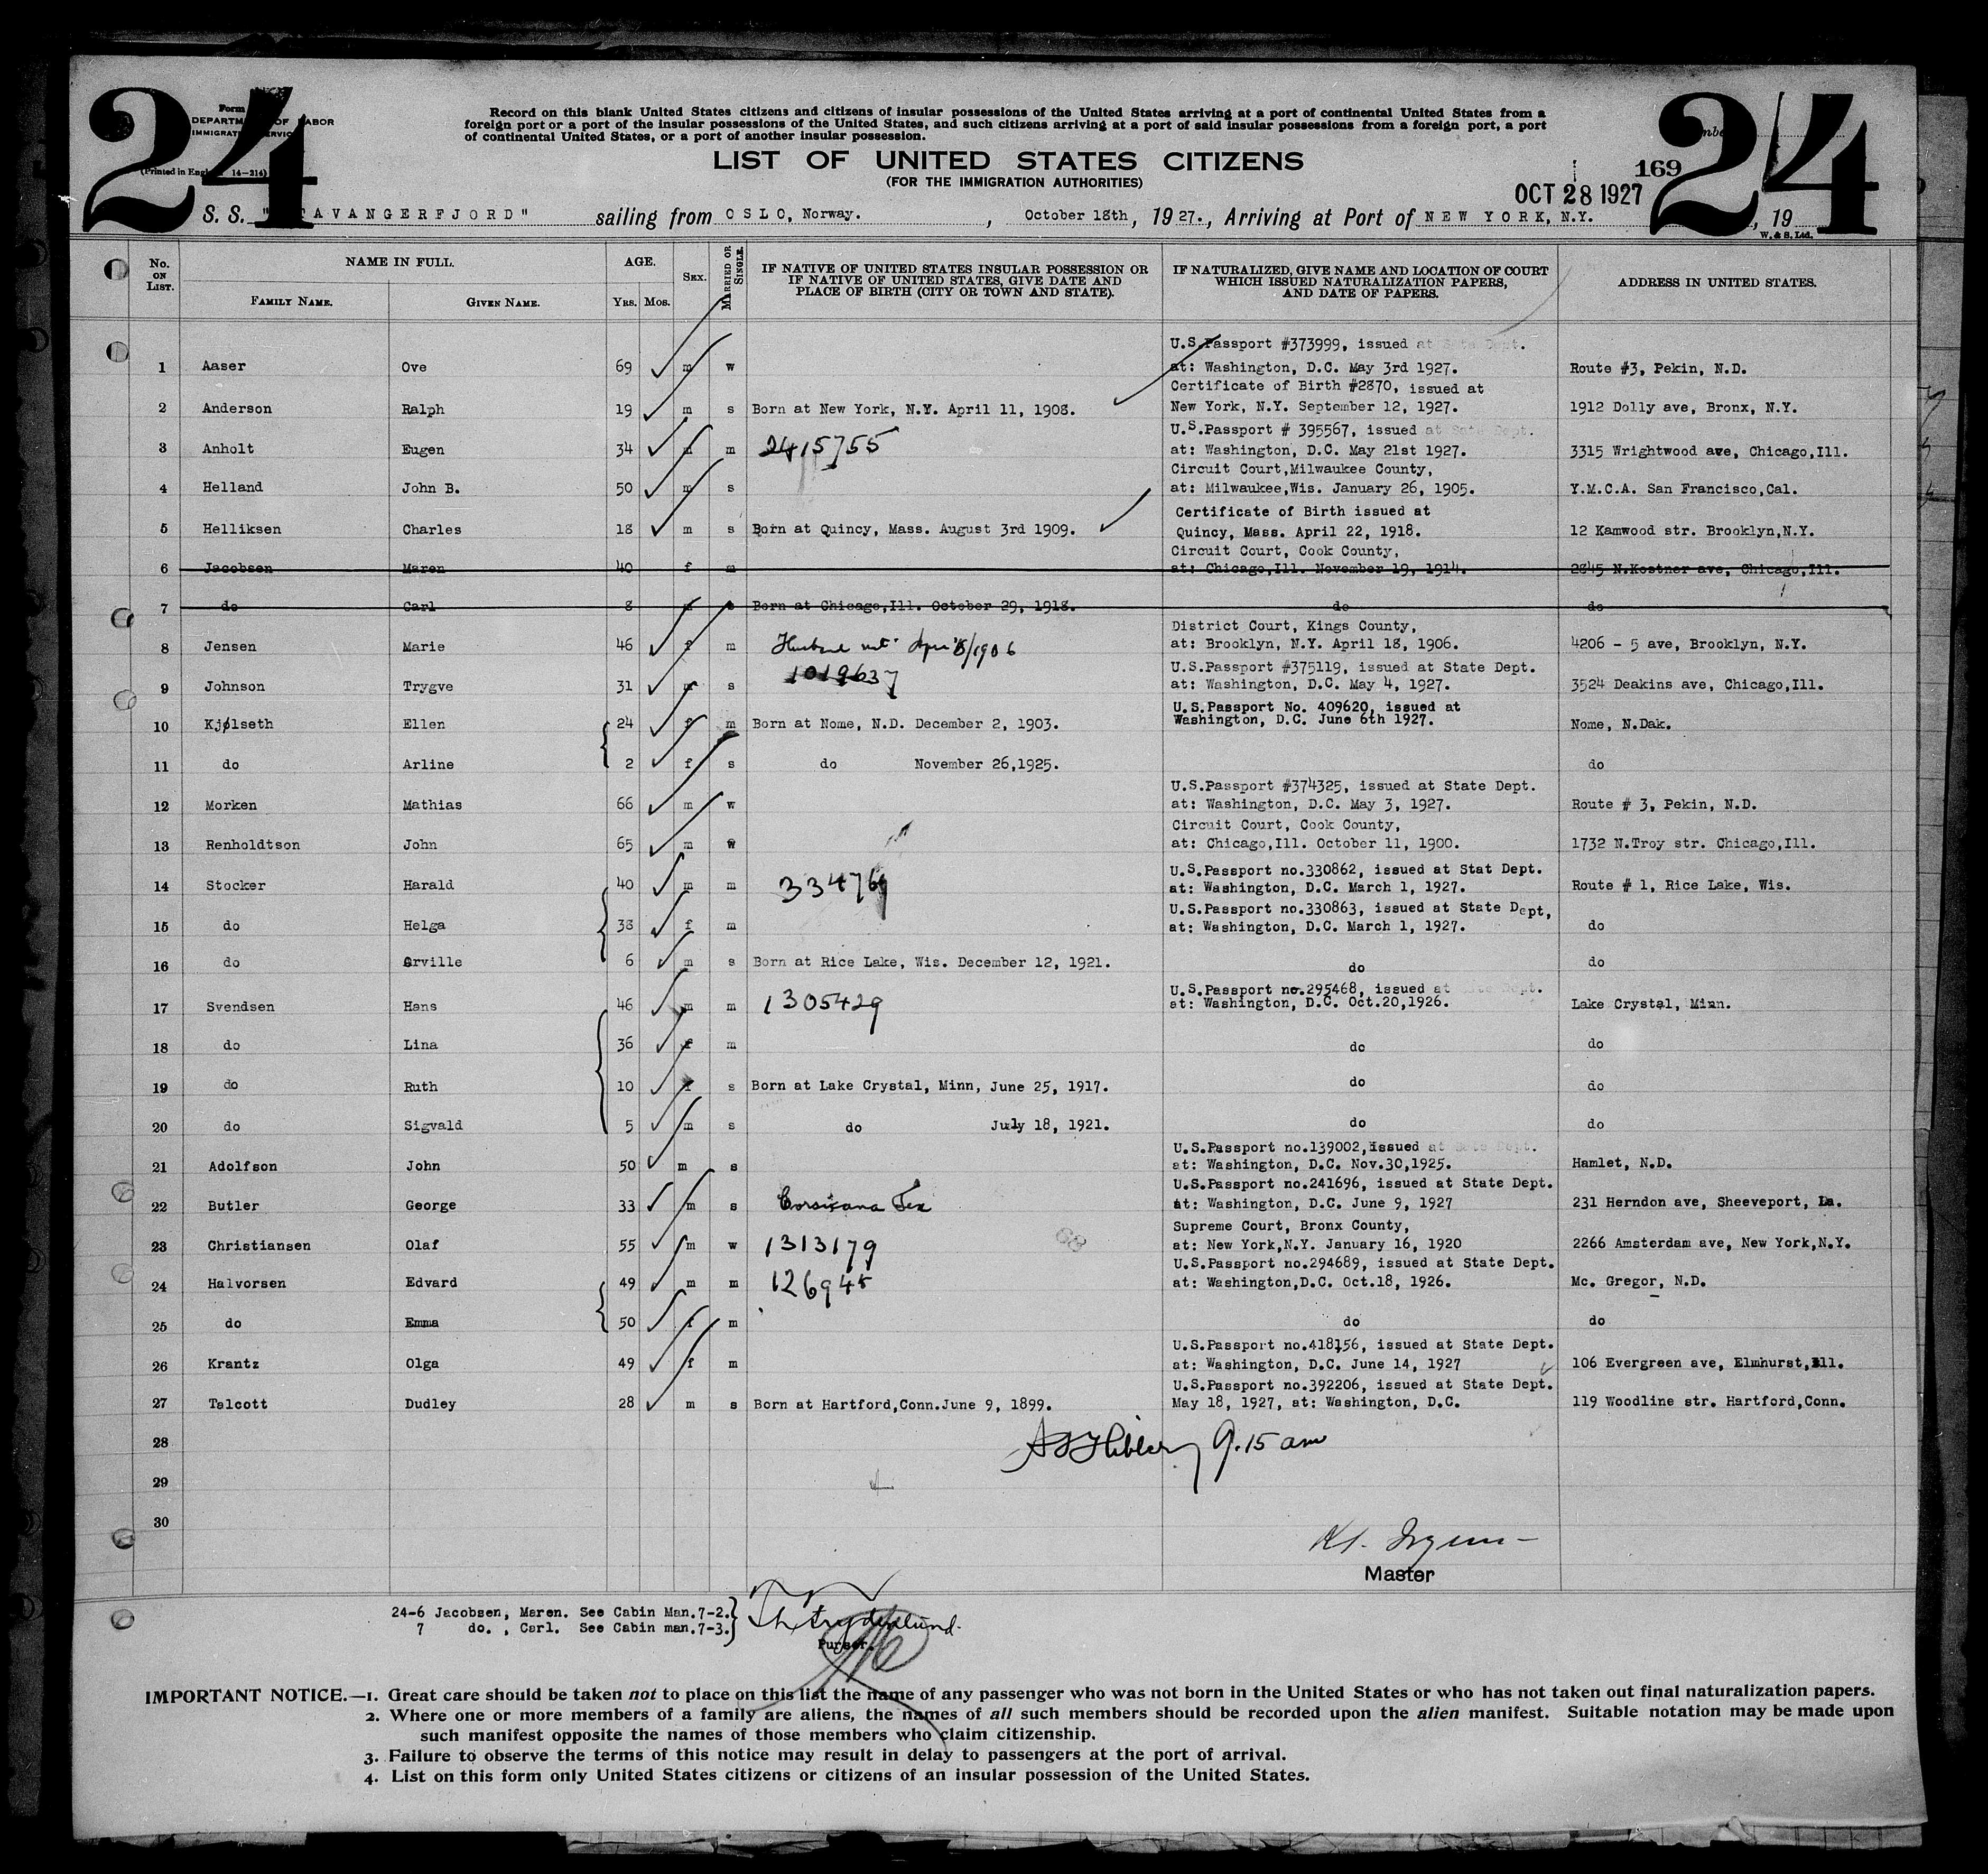 24
Form
DEPARTMENT OF LABOR
IMMIGRATION SERVICE
(Printed in England 14-214)
Record on this blank United States citizens and citizens of insular possessions of the United States arriving at a port of continental United States from a
foreign port or a port of the insular possessions of the United States, and such citizens arriving at a port of said insular possessions from a foreign port, a port
of continental United States, or a port of another insular possession.
LIST OF UNITED STATES CITIZENS
(FOR THE IMMIGRATION AUTHORITIES)
169
24
OCT 28 1927
S. S. "STAVANGERFJORD" sailing from OSLO, Norway. , October 18th, 1927., Arriving at Port of NEW YORK, N.Y. , 19
W. & S. Ltd.
No. ON LIST.
NAME IN FULL.
FAMILY NAME. GIVEN NAME.
AGE.
YRS. MOS.
SEX.
MARRIED OR SINGLE.
IF NATIVE OF UNITED STATES INSULAR POSSESSION OR
IF NATIVE OF UNITED STATES, GIVE DATE AND
PLACE OF BIRTH (CITY OR TOWN AND STATE).
IF NATURALIZED, GIVE NAME AND LOCATION OF COURT
WHICH ISSUED NATURALIZATION PAPERS,
AND DATE OF PAPERS.
ADDRESS IN UNITED STATES.
U.S.Passport #373999, issued at State Dept.
1 Aaser Ove 69 m w at: Washington, D.C. May 3rd 1927. Route #3, Pekin, N.D.
Certificate of Birth #2870, issued at
2 Anderson Ralph 19 m s Born at New York, N.Y. April 11, 1908. New York, N.Y. September 12, 1927. 1912 Dolly ave, Bronx, N.Y.
U.S.Passport # 395567, issued at State Dept.
3 Anholt Eugen 34 m m 2415755 at: Washington, D.C. May 21st 1927. 3315 Wrightwood ave, Chicago,Ill.
Circuit Court,Milwaukee County,
4 Helland John B. 50 m s at: Milwaukee,Wis. January 26, 1905. Y.M.C.A. San Francisco,Cal.
Certificate of Birth issued at
5 Helliksen Charles 18 m s Born at Quincy, Mass. August 3rd 1909. Quincy, Mass. April 22, 1918. 12 Kamwood str. Brooklyn,N.Y.
Circuit Court, Cook County,
6 Jacobsen Maren 40 f m at: Chicago,Ill. November 19, 1914. 2845 N.Kostner ave, Chicago,Ill.
7 do Carl 8 m s Born at Chicago,Ill. October 29, 1918. do do
District Court, Kings County,
8 Jensen Marie 46 f m Husband nat. Apr 18/1906 at: Brooklyn, N.Y. April 18, 1906. 4206 - 5 ave, Brooklyn, N.Y.
U.S.Passport #375119, issued at State Dept.
9 Johnson Trygve 31 m s 1019637 at: Washington, D.C. May 4, 1927. 3524 Deakins ave, Chicago,Ill.
U.S.Passport No. 409620, issued at
10 Kjølseth Ellen 24 f m Born at Nome, N.D. December 2, 1903. Washington, D.C. June 6th 1927. Nome, N.Dak.
11 do Arline 2 f s do November 26,1925. do
U.S.Passport #374325, issued at State Dept.
12 Morken Mathias 66 m w at: Washington, D.C. May 3, 1927. Route # 3, Pekin, N.D.
Circuit Court, Cook County,
13 Renholdtson John 65 m w at: Chicago,Ill. October 11, 1900. 1732 N.Troy str. Chicago,Ill.
U.S.Passport no.330862, issued at Stat Dept.
14 Stocker Harald 40 m m at: Washington, D.C. March 1, 1927. Route # 1, Rice Lake, Wis.
U.S.Passport no.330863, issued at State Dept,
15 do Helga 38 f m at: Washington, D.C. March 1, 1927. do
16 do Orville 6 m s Born at Rice Lake, Wis. December 12, 1921. do do
U.S.Passport no.295468, issued at State Dept.
17 Svendsen Hans 46 m m 1305429 at: Washington, D.C. Oct.20,1926. Lake Crystal, Minn.
18 do Lina 36 f m do do
19 do Ruth 10 f s Born at Lake Crystal, Minn, June 25, 1917. do do
20 do Sigvald 5 m s do July 18, 1921. do do
U.S.Passport no.139002,issued at State Dept.
21 Adolfson John 50 m s at: Washington, D.C. Nov.30,1925. Hamlet, N.D.
U.S.Passport no.241696, issued at State Dept.
22 Butler George 33 m s Corsicana Tex at: Washington, D.C. June 9, 1927 231 Herndon ave, Sheeveport, La.
Supreme Court, Bronx County,
23 Christiansen Olaf 55 m w 1313179 at: New York,N.Y. January 16, 1920 2266 Amsterdam ave, New York,N.Y.
U.S.Passport no.294689, issued at State Dept.
24 Halvorsen Edvard 49 m m 126945 at: Washington,D.C. Oct.18, 1926. Mc. Gregor, N.D.
25 do Emma 50 f m do do
U.S.Passport no.418156, issued at State Dept.
26 Krantz Olga 49 f m at: Washington, D.C. June 14, 1927 106 Evergreen ave, Elmhurst,Ill.
U.S.Passport no.392206, issued at State Dept.
27 Talcott Dudley 28 m s Born at Hartford,Conn.June 9, 1899. May 18, 1927, at: Washington, D.C. 119 Woodline str. Hartford,Conn.
28 9.15 am
29
30
Master
24-6 Jacobsen, Maren. See Cabin Man.7-2.
7 do. , Carl. See Cabin man.7-3.
Purser.
IMPORTANT NOTICE.—1. Great care should be taken not to place on this list the name of any passenger who was not born in the United States or who has not taken out final naturalization papers.
2. Where one or more members of a family are aliens, the names of all such members should be recorded upon the alien manifest. Suitable notation may be made upon
such manifest opposite the names of those members who claim citizenship.
3. Failure to observe the terms of this notice may result in delay to passengers at the port of arrival.
4. List on this form only United States citizens or citizens of an insular possession of the United States.